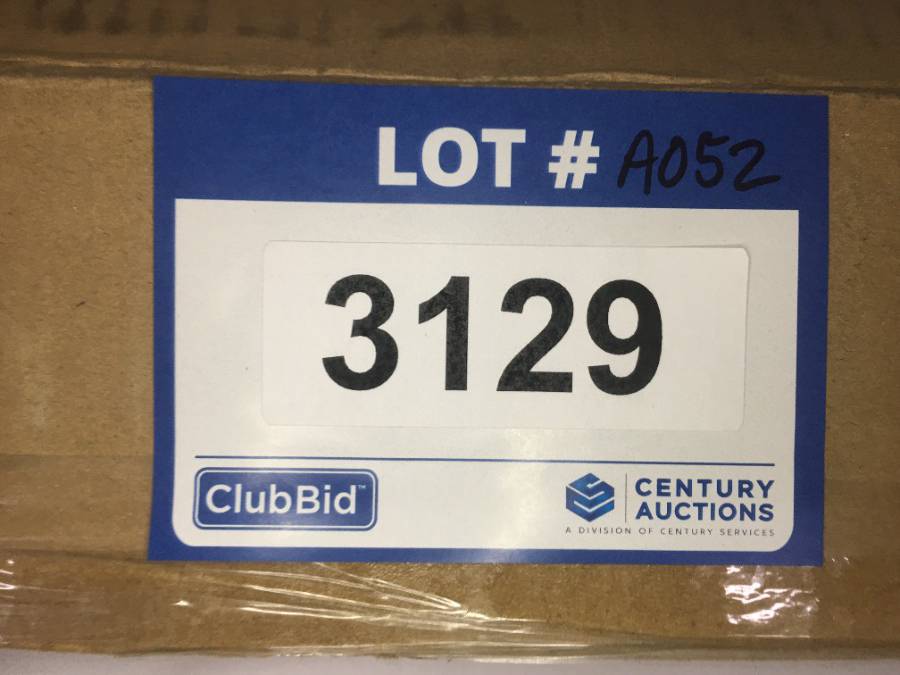 LOT # A052
3129
ClubBid™
CENTURY
AUCTIONS
A DIVISION OF CENTURY SERVICES